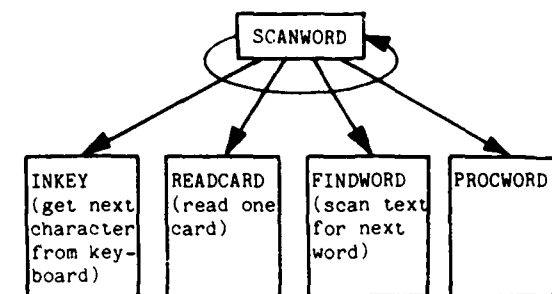 SCANWORD
INKEY
(get next
character
from key-
board)
READCARD
(read one
card)
FINDWORD
(scan text
for next
word)
PROCWORD